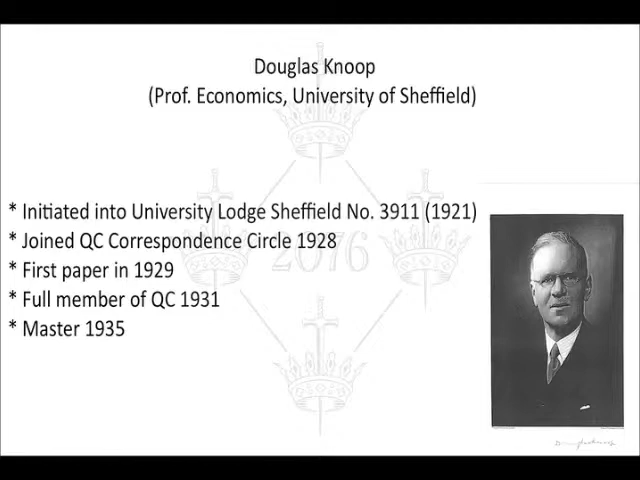 Douglas Knoop
(Prof. Economics, University of Sheffield)
* Initiated into University Lodge Sheffield No. 3911 (1921)
* Joined QC Correspondence Circle 1928
2076
* First paper in 1929
* Full member of QC 1931
* Master 1935